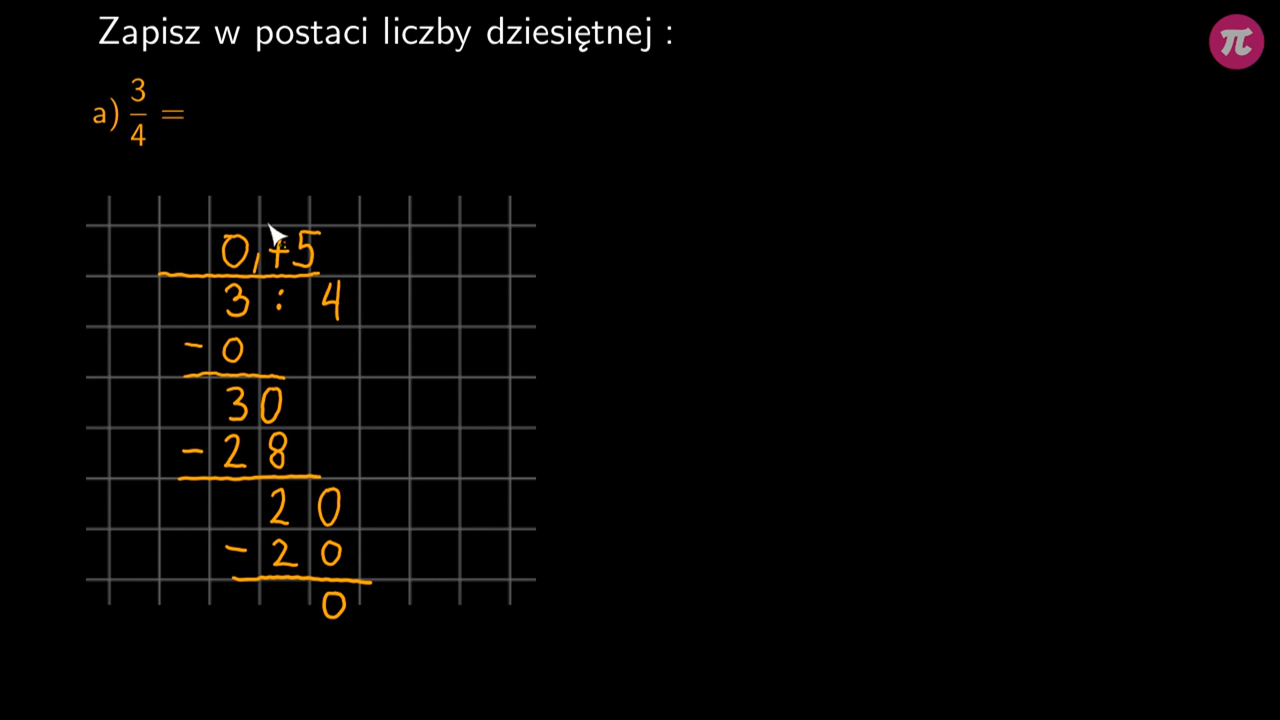 Zapisz w postaci liczby dziesiętnej :
a) 3/4 =
0,75
3 : 4
- 0
30
- 28
20
- 20
0
π